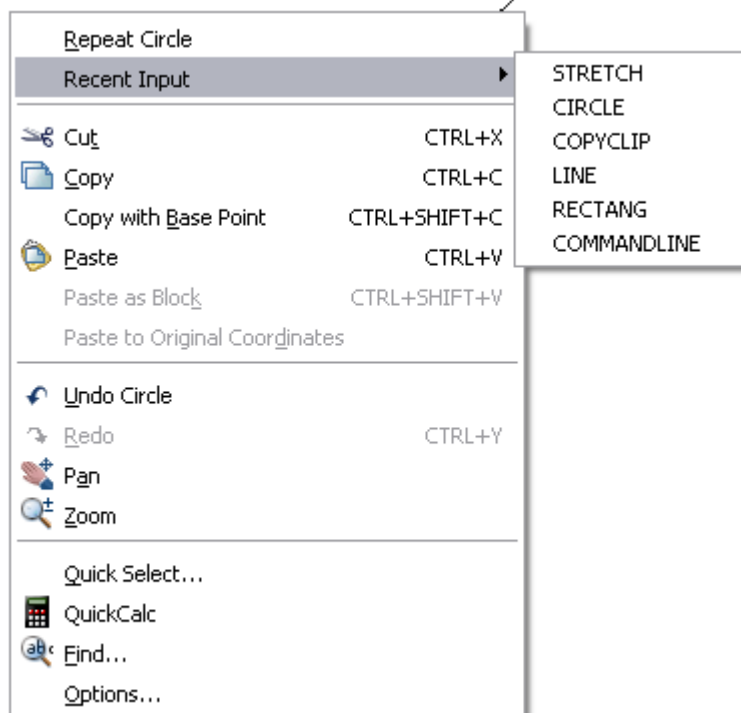 Repeat Circle
Recent Input
STRETCH
CIRCLE
COPYCLIP
LINE
RECTANG
COMMANDLINE
Cut CTRL+X
Copy CTRL+C
Copy with Base Point CTRL+SHIFT+C
Paste CTRL+V
Paste as Block CTRL+SHIFT+V
Paste to Original Coordinates
Undo Circle
Redo CTRL+Y
Pan
Zoom
Quick Select...
QuickCalc
abc Find...
Options...